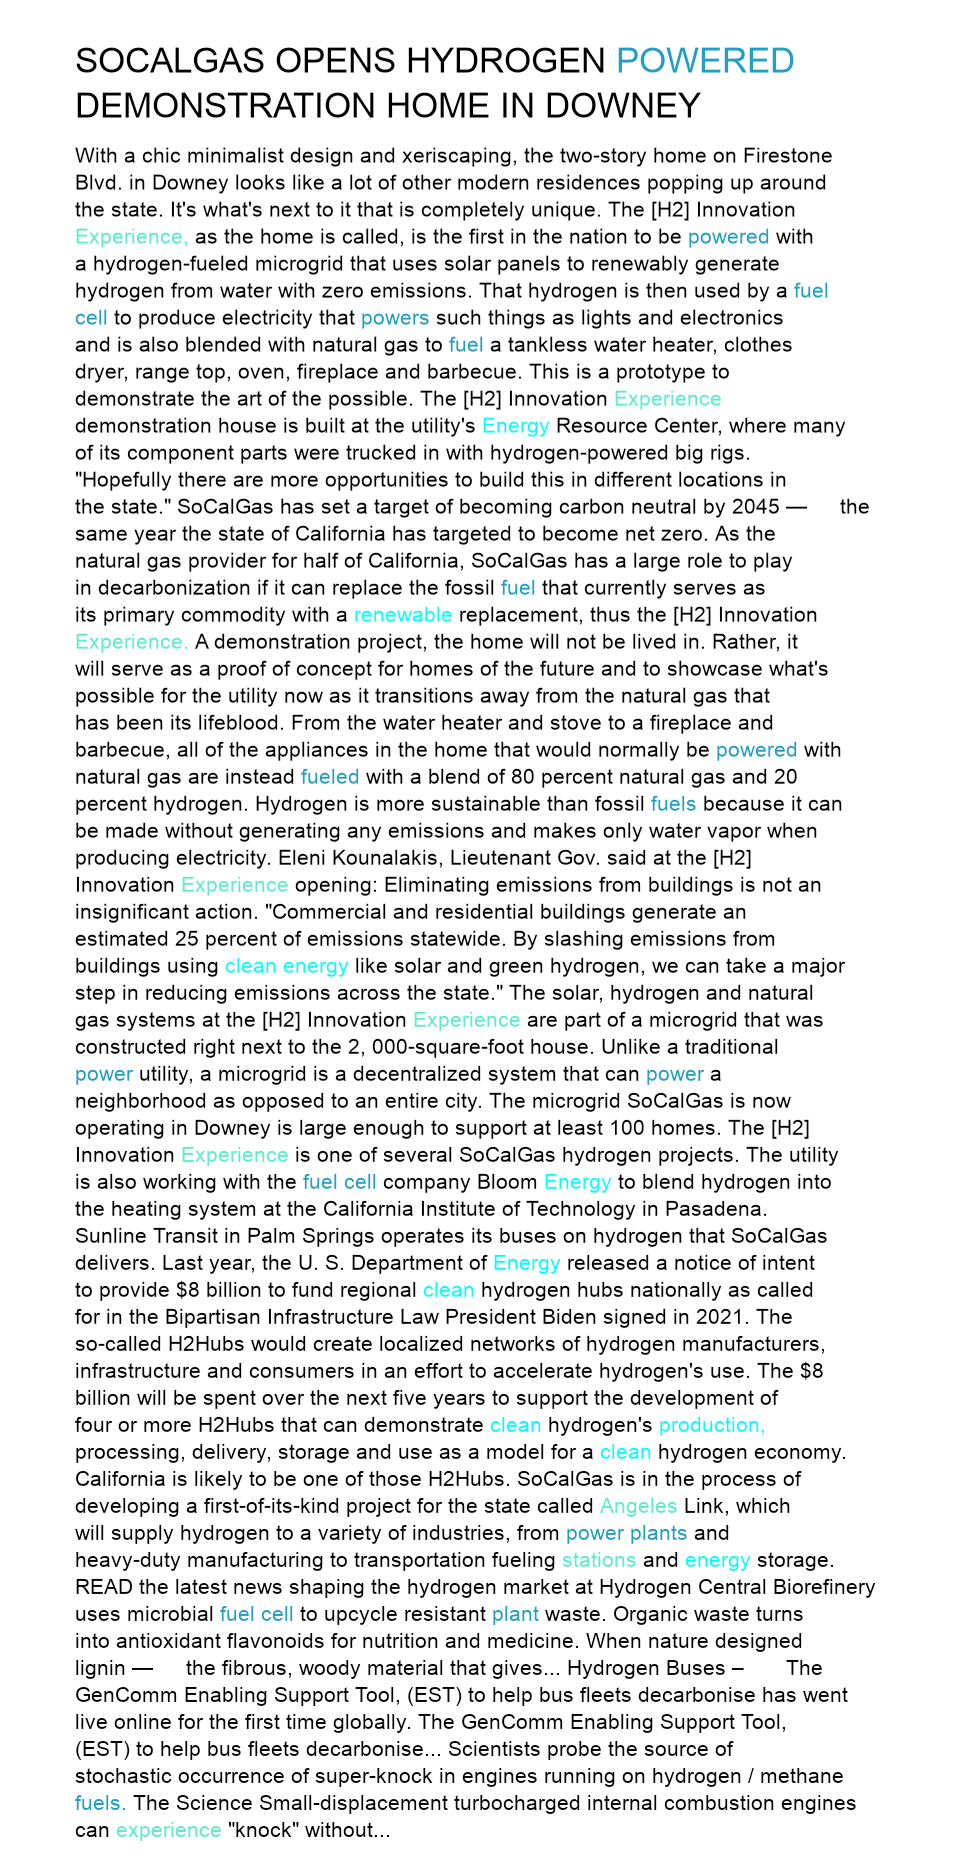 SOCALGAS OPENS HYDROGEN POWERED
DEMONSTRATION HOME IN DOWNEY
With a chic minimalist design and xeriscaping, the two-story home on Firestone
Blvd. in Downey looks like a lot of other modern residences popping up around
the state. It's what's next to it that is completely unique. The [H2] Innovation
Experience, as the home is called, is the first in the nation to be powered with
a hydrogen-fueled microgrid that uses solar panels to renewably generate
hydrogen from water with zero emissions. That hydrogen is then used by a fuel
cell to produce electricity that powers such things as lights and electronics
and is also blended with natural gas to fuel a tankless water heater, clothes
dryer, range top, oven, fireplace and barbecue. This is a prototype to
demonstrate the art of the possible. The [H2] Innovation Experience
demonstration house is built at the utility's Energy Resource Center, where many
of its component parts were trucked in with hydrogen-powered big rigs.
"Hopefully there are more opportunities to build this in different locations in
the state." SoCalGas has set a target of becoming carbon neutral by 2045 — the
same year the state of California has targeted to become net zero. As the
natural gas provider for half of California, SoCalGas has a large role to play
in decarbonization if it can replace the fossil fuel that currently serves as
its primary commodity with a renewable replacement, thus the [H2] Innovation
Experience. A demonstration project, the home will not be lived in. Rather, it
will serve as a proof of concept for homes of the future and to showcase what's
possible for the utility now as it transitions away from the natural gas that
has been its lifeblood. From the water heater and stove to a fireplace and
barbecue, all of the appliances in the home that would normally be powered with
natural gas are instead fueled with a blend of 80 percent natural gas and 20
percent hydrogen. Hydrogen is more sustainable than fossil fuels because it can
be made without generating any emissions and makes only water vapor when
producing electricity. Eleni Kounalakis, Lieutenant Gov. said at the [H2]
Innovation Experience opening: Eliminating emissions from buildings is not an
insignificant action. "Commercial and residential buildings generate an
estimated 25 percent of emissions statewide. By slashing emissions from
buildings using clean energy like solar and green hydrogen, we can take a major
step in reducing emissions across the state." The solar, hydrogen and natural
gas systems at the [H2] Innovation Experience are part of a microgrid that was
constructed right next to the 2, 000-square-foot house. Unlike a traditional
power utility, a microgrid is a decentralized system that can power a
neighborhood as opposed to an entire city. The microgrid SoCalGas is now
operating in Downey is large enough to support at least 100 homes. The [H2]
Innovation Experience is one of several SoCalGas hydrogen projects. The utility
is also working with the fuel cell company Bloom Energy to blend hydrogen into
the heating system at the California Institute of Technology in Pasadena.
Sunline Transit in Palm Springs operates its buses on hydrogen that SoCalGas
delivers. Last year, the U. S. Department of Energy released a notice of intent
to provide $8 billion to fund regional clean hydrogen hubs nationally as called
for in the Bipartisan Infrastructure Law President Biden signed in 2021. The
so-called H2Hubs would create localized networks of hydrogen manufacturers,
infrastructure and consumers in an effort to accelerate hydrogen's use. The $8
billion will be spent over the next five years to support the development of
four or more H2Hubs that can demonstrate clean hydrogen's production,
processing, delivery, storage and use as a model for a clean hydrogen economy.
California is likely to be one of those H2Hubs. SoCalGas is in the process of
developing a first-of-its-kind project for the state called Angeles Link, which
will supply hydrogen to a variety of industries, from power plants and
heavy-duty manufacturing to transportation fueling stations and energy storage.
READ the latest news shaping the hydrogen market at Hydrogen Central Biorefinery
uses microbial fuel cell to upcycle resistant plant waste. Organic waste turns
into antioxidant flavonoids for nutrition and medicine. When nature designed
lignin — the fibrous, woody material that gives... Hydrogen Buses – The
GenComm Enabling Support Tool, (EST) to help bus fleets decarbonise has went
live online for the first time globally. The GenComm Enabling Support Tool,
(EST) to help bus fleets decarbonise... Scientists probe the source of
stochastic occurrence of super-knock in engines running on hydrogen / methane
fuels. The Science Small-displacement turbocharged internal combustion engines
can experience "knock" without...